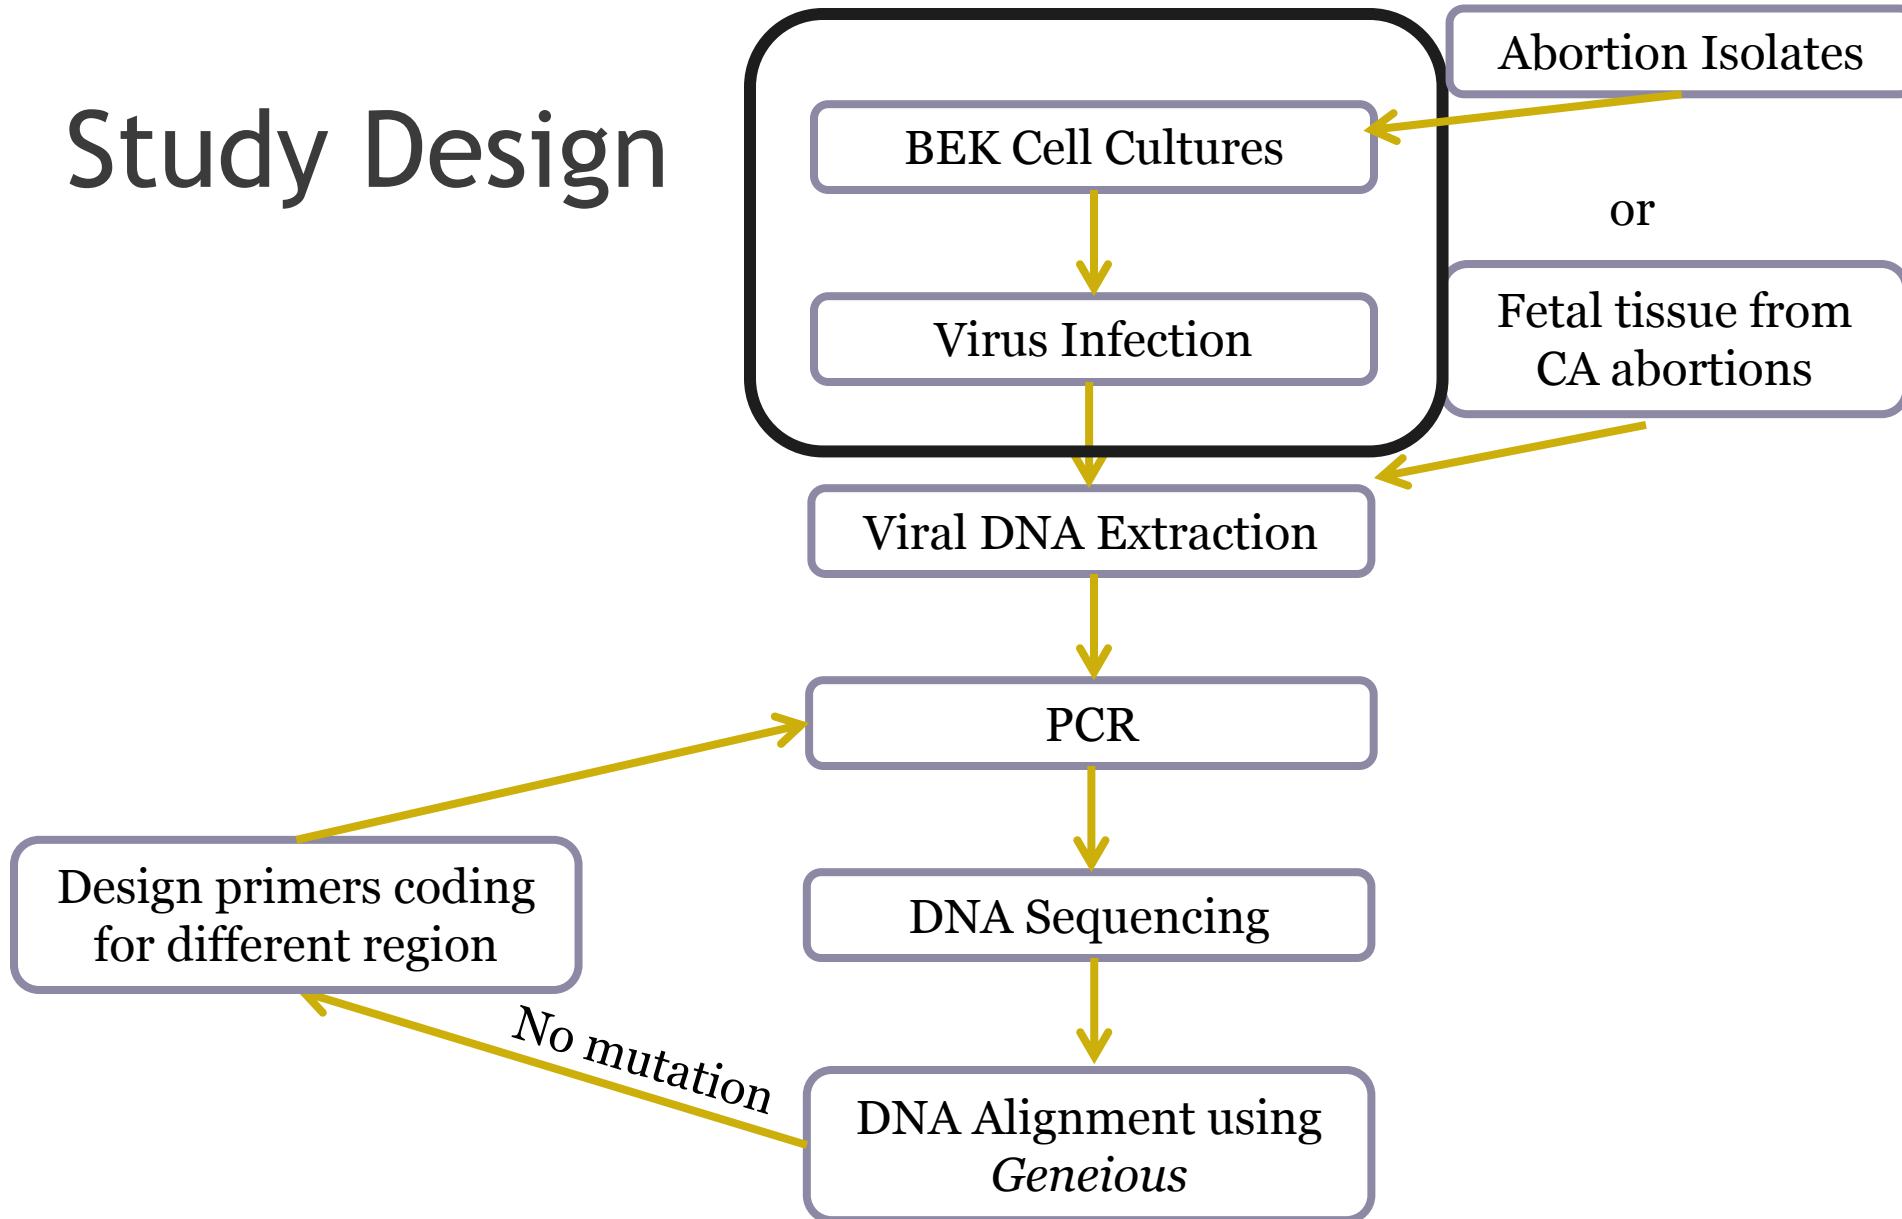 Study Design
Abortion Isolates
BEK Cell Cultures
or
Virus Infection
Fetal tissue from
CA abortions
Viral DNA Extraction
PCR
Design primers coding
for different region
DNA Sequencing
No mutation
DNA Alignment using
Geneious